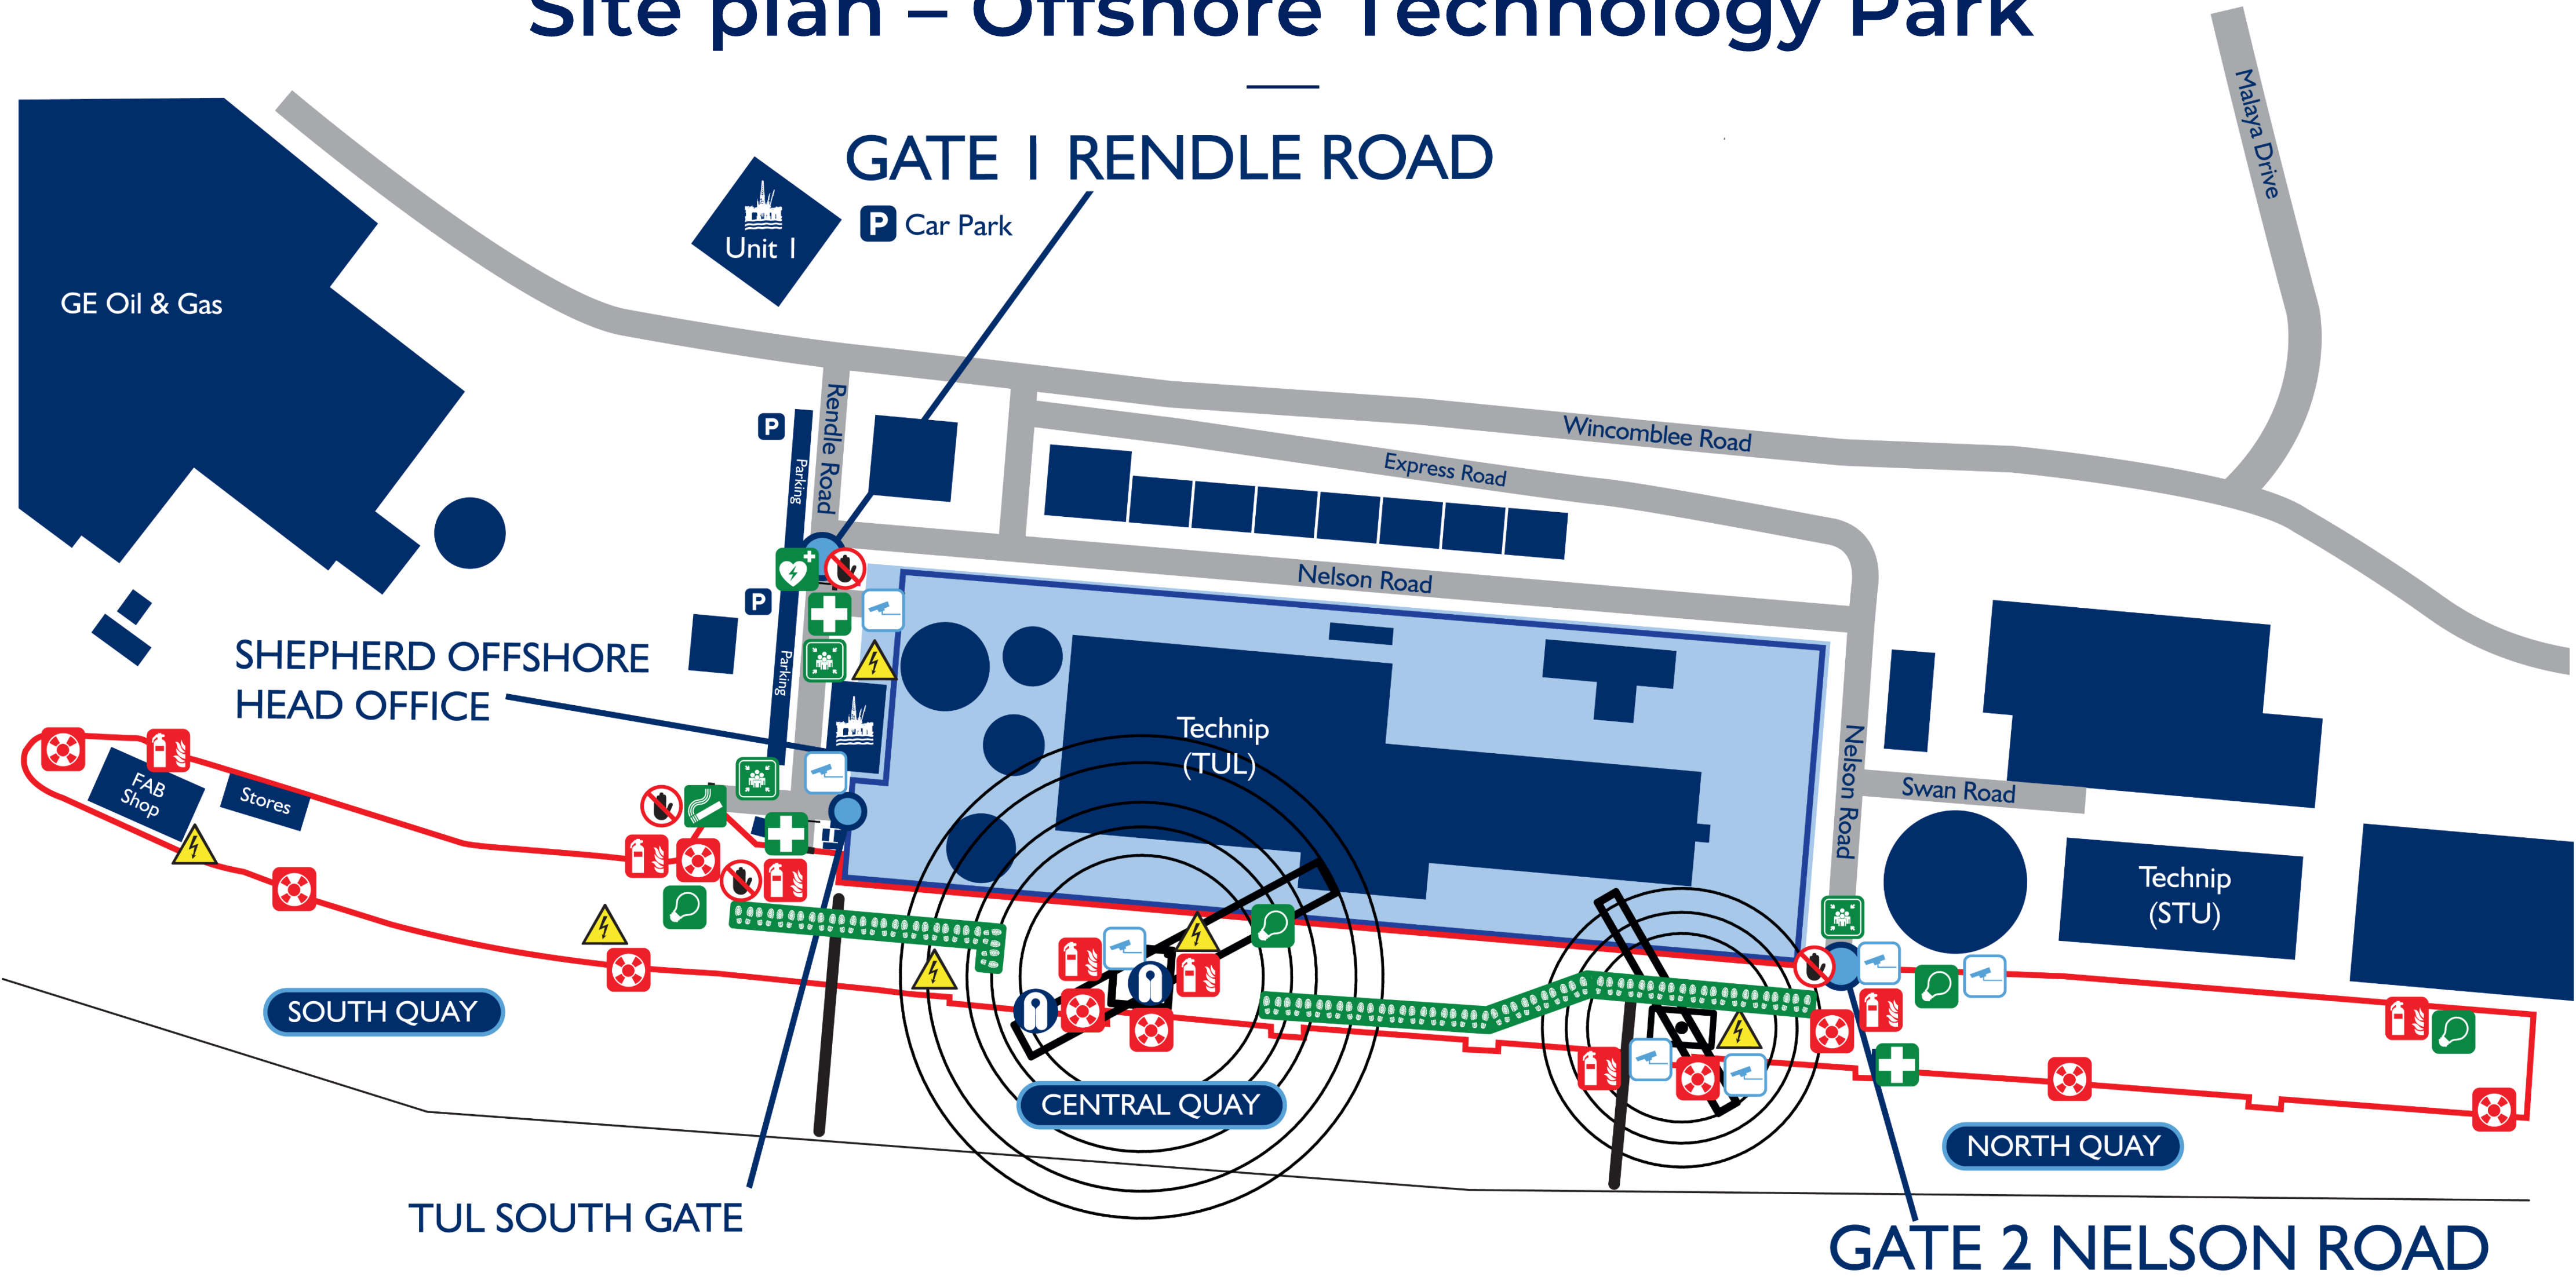 Site plan – Offshore Technology Park
Malaya Drive
GATE 1 RENDLE ROAD
P Car Park
Unit 1
GE Oil & Gas
Wincomblee Road
Express Road
Rendle Road
P
Parking
Nelson Road
P
Parking
SHEPHERD OFFSHORE
HEAD OFFICE
Technip
(TUL)
Nelson Road
Swan Road
FAB
Shop
Stores
Technip
(STU)
SOUTH QUAY
CENTRAL QUAY
NORTH QUAY
TUL SOUTH GATE
GATE 2 NELSON ROAD